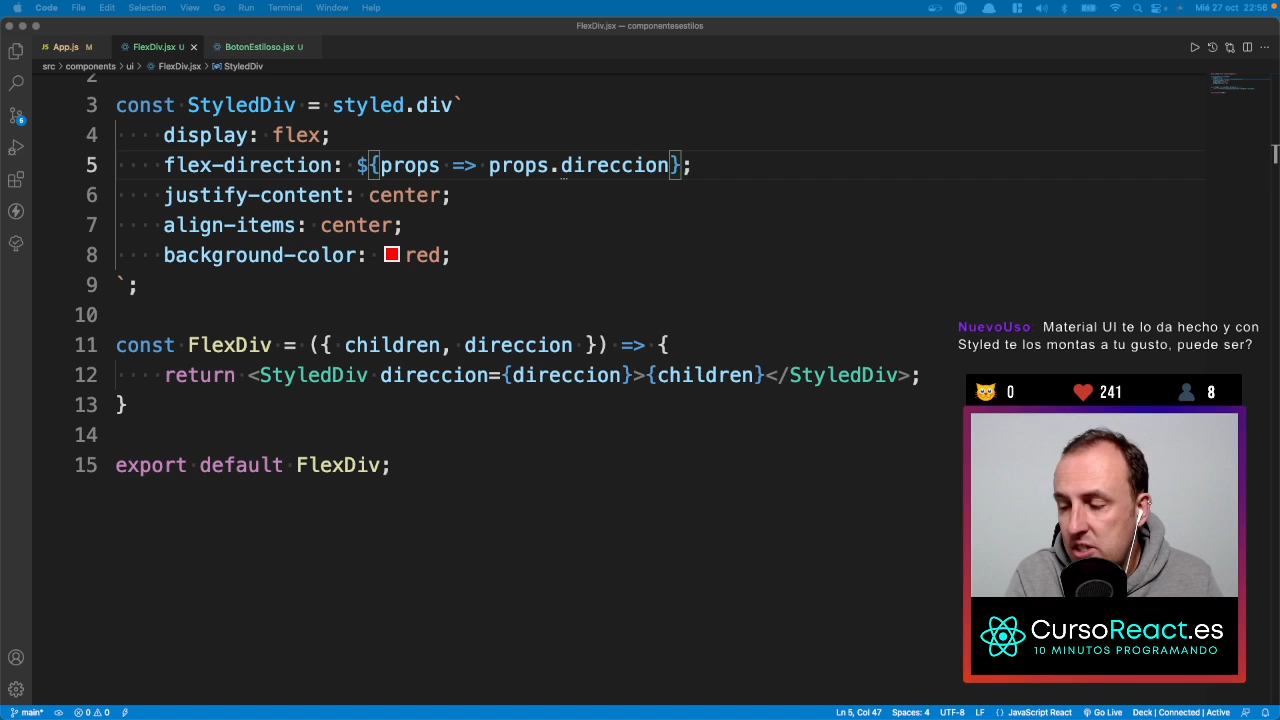 Code File Edit Selection View Go Run Terminal Window Help Mié 27 oct 22:56
FlexDiv.jsx — componentesestilos
App.js M FlexDiv.jsx U BotonEstiloso.jsx U
src > components > ui > FlexDiv.jsx > StyledDiv
2
3 const StyledDiv = styled.div`
4 display: flex;
5 flex-direction: ${props => props.direccion};
6 justify-content: center;
7 align-items: center;
8 background-color: red;
9 `;
10
11 const FlexDiv = ({ children, direccion }) => {
12 return <StyledDiv direccion={direccion}>{children}</StyledDiv>;
13 }
14
15 export default FlexDiv;
NuevoUso: Material UI te lo da hecho y con
Styled te los montas a tu gusto, puede ser?
0 241 8
CursoReact.es
10 MINUTOS PROGRAMANDO
main* 0 0 Ln 5, Col 47 Spaces: 4 UTF-8 LF {} JavaScript React Go Live Deck | Connected | Active